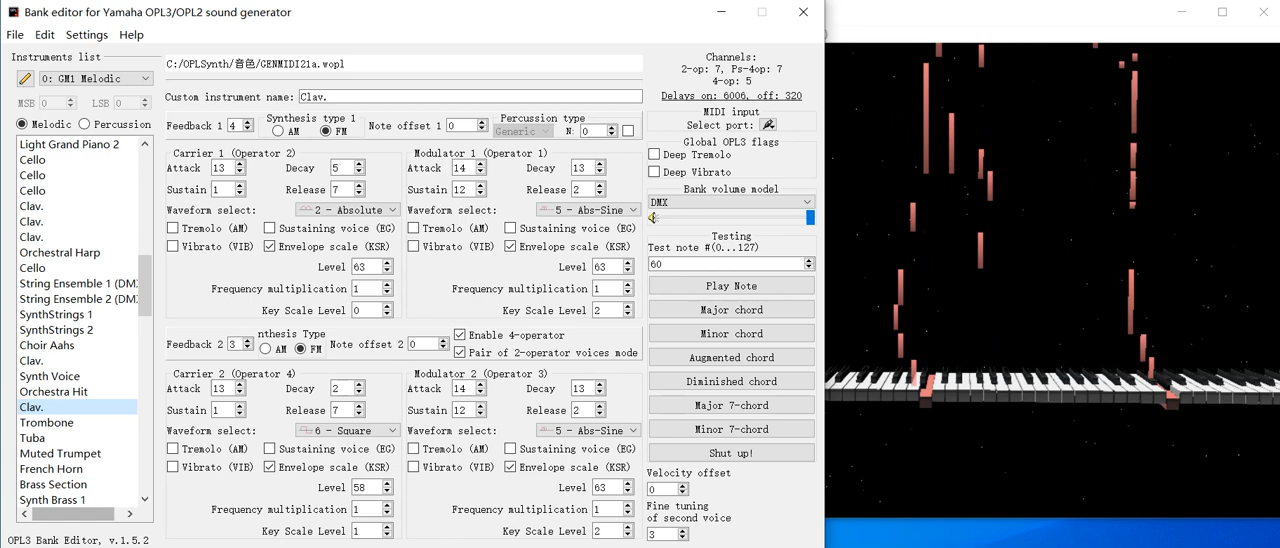 Bank editor for Yamaha OPL3/OPL2 sound generator
File Edit Settings Help
Instruments list
0: GM1 Melodic
MSB 0 LSB 0
Melodic Percussion
Light Grand Piano 2
Cello
Cello
Cello
Clav.
Clav.
Clav.
Orchestral Harp
Cello
String Ensemble 1 (DM
String Ensemble 2 (DM
SynthStrings 1
SynthStrings 2
Choir Aahs
Clav.
Synth Voice
Orchestra Hit
Clav.
Trombone
Tuba
Muted Trumpet
French Horn
Brass Section
Synth Brass 1
OPL3 Bank Editor, v.1.5.2
C:/OPLSynth/音色/GENMIDI21a.wopl
Custom instrument name: Clav.
Feedback 1 4 Synthesis type 1 AM FM Note offset 1 0 Percussion type Generic N: 0
Carrier 1 (Operator 2)
Attack 13 Decay 5
Sustain 1 Release 7
Waveform select: 2 - Absolute
Tremolo (AM) Sustaining voice (EG)
Vibrato (VIB) Envelope scale (KSR)
Level 63
Frequency multiplication 1
Key Scale Level 0
Modulator 1 (Operator 1)
Attack 14 Decay 13
Sustain 12 Release 2
Waveform select: 5 - Abs-Sine
Tremolo (AM) Sustaining voice (EG)
Vibrato (VIB) Envelope scale (KSR)
Level 63
Frequency multiplication 1
Key Scale Level 2
Feedback 2 3 nthesis Type AM FM Note offset 2 0
Enable 4-operator
Pair of 2-operator voices mode
Carrier 2 (Operator 4)
Attack 13 Decay 2
Sustain 1 Release 7
Waveform select: 6 - Square
Tremolo (AM) Sustaining voice (EG)
Vibrato (VIB) Envelope scale (KSR)
Level 58
Frequency multiplication 1
Key Scale Level 1
Modulator 2 (Operator 3)
Attack 14 Decay 13
Sustain 12 Release 2
Waveform select: 5 - Abs-Sine
Tremolo (AM) Sustaining voice (EG)
Vibrato (VIB) Envelope scale (KSR)
Level 63
Frequency multiplication 1
Key Scale Level 2
Channels:
2-op: 7, Ps-4op: 7
4-op: 5
Delays on: 6006, off: 320
MIDI input
Select port:
Global OPL3 flags
Deep Tremolo
Deep Vibrato
Bank volume model
DMX
Testing
Test note #(0...127)
60
Play Note
Major chord
Minor chord
Augmented chord
Diminished chord
Major 7-chord
Minor 7-chord
Shut up!
Velocity offset
0
Fine tuning
of second voice
3